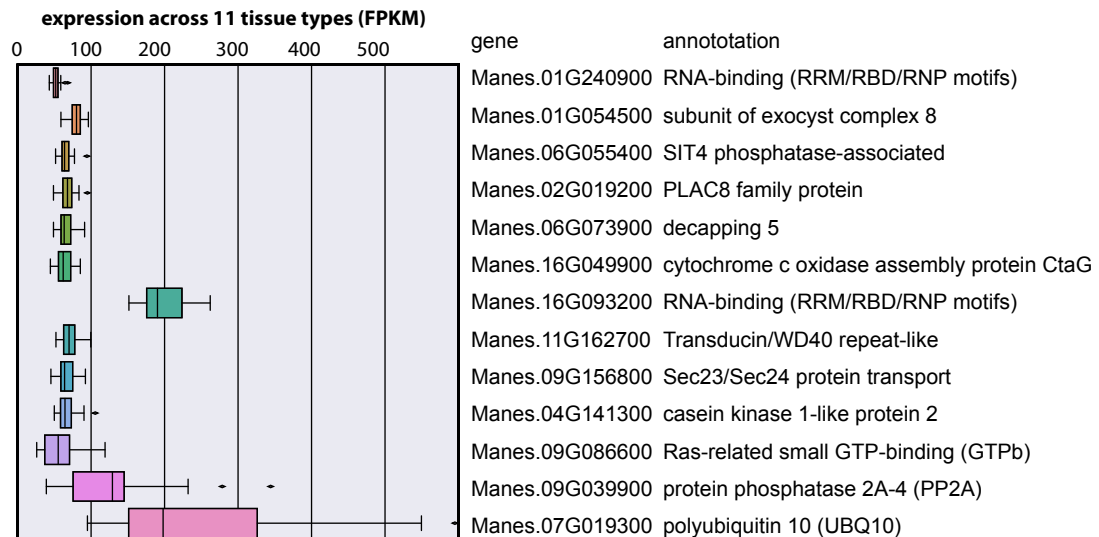 expression across 11 tissue types (FPKM)
0 100 200 300 400 500
gene annototation
Manes.01G240900 RNA-binding (RRM/RBD/RNP motifs)
Manes.01G054500 subunit of exocyst complex 8
Manes.06G055400 SIT4 phosphatase-associated
Manes.02G019200 PLAC8 family protein
Manes.06G073900 decapping 5
Manes.16G049900 cytochrome c oxidase assembly protein CtaG
Manes.16G093200 RNA-binding (RRM/RBD/RNP motifs)
Manes.11G162700 Transducin/WD40 repeat-like
Manes.09G156800 Sec23/Sec24 protein transport
Manes.04G141300 casein kinase 1-like protein 2
Manes.09G086600 Ras-related small GTP-binding (GTPb)
Manes.09G039900 protein phosphatase 2A-4 (PP2A)
Manes.07G019300 polyubiquitin 10 (UBQ10)